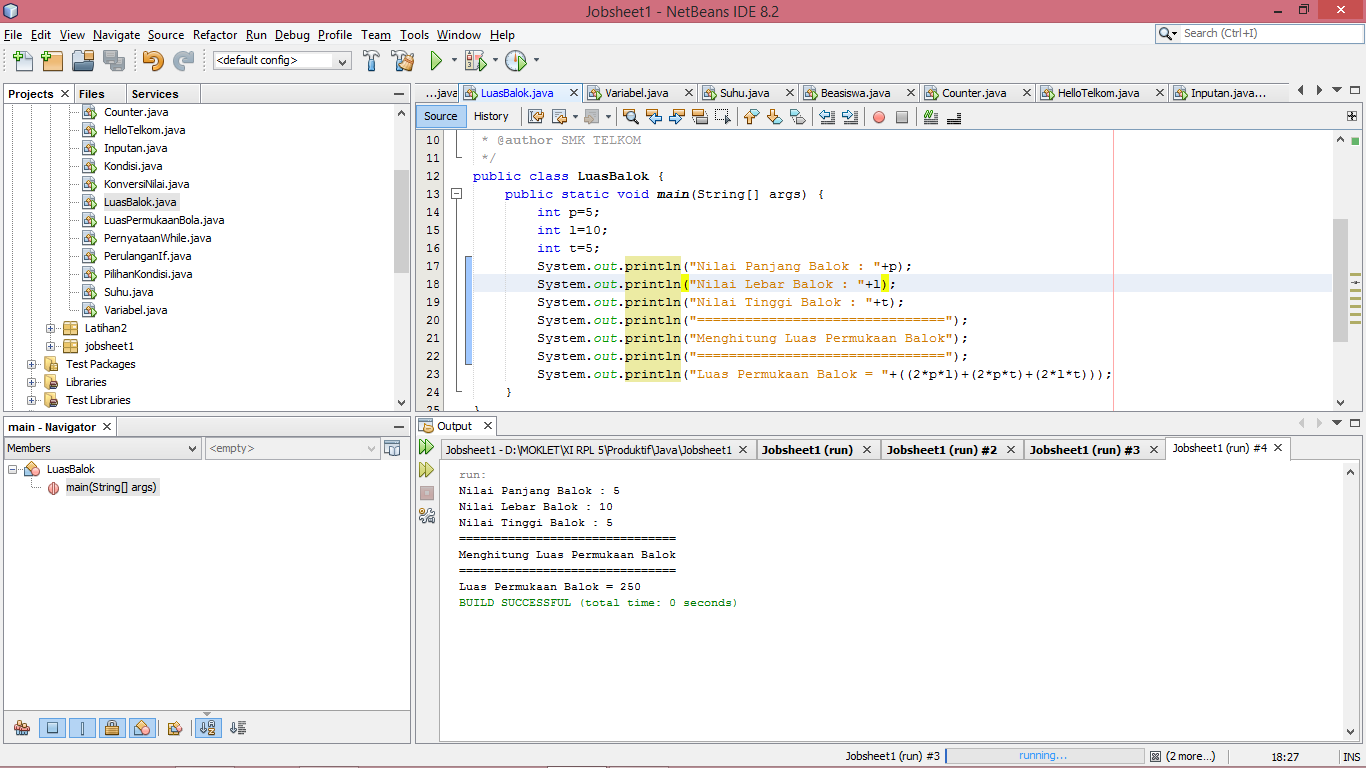 Jobsheet1 - NetBeans IDE 8.2
File Edit View Navigate Source Refactor Run Debug Profile Team Tools Window Help
Search (Ctrl+I)
<default config>
Projects Files Services
Counter.java
HelloTelkom.java
Inputan.java
Kondisi.java
KonversiNilai.java
LuasBalok.java
LuasPermukaanBola.java
PernyataanWhile.java
PerulanganIf.java
PilihanKondisi.java
Suhu.java
Variabel.java
Latihan2
jobsheet1
Test Packages
Libraries
Test Libraries
main - Navigator
Members <empty>
LuasBalok
main(String[] args)
...java LuasBalok.java Variabel.java Suhu.java Beasiswa.java Counter.java HelloTelkom.java Inputan.java...
Source History
10 * @author SMK TELKOM
11 */
12 public class LuasBalok {
13 public static void main(String[] args) {
14 int p=5;
15 int l=10;
16 int t=5;
17 System.out.println("Nilai Panjang Balok : "+p);
18 System.out.println("Nilai Lebar Balok : "+l);
19 System.out.println("Nilai Tinggi Balok : "+t);
20 System.out.println("===============================");
21 System.out.println("Menghitung Luas Permukaan Balok");
22 System.out.println("===============================");
23 System.out.println("Luas Permukaan Balok = "+((2*p*l)+(2*p*t)+(2*l*t)));
24 }
25 }
Output
Jobsheet1 - D:\MOKLET\XI RPL 5\Produktif\Java\Jobsheet1 Jobsheet1 (run) Jobsheet1 (run) #2 Jobsheet1 (run) #3 Jobsheet1 (run) #4
run:
Nilai Panjang Balok : 5
Nilai Lebar Balok : 10
Nilai Tinggi Balok : 5
===============================
Menghitung Luas Permukaan Balok
===============================
Luas Permukaan Balok = 250
BUILD SUCCESSFUL (total time: 0 seconds)
Jobsheet1 (run) #3 running... (2 more...) 18:27 INS